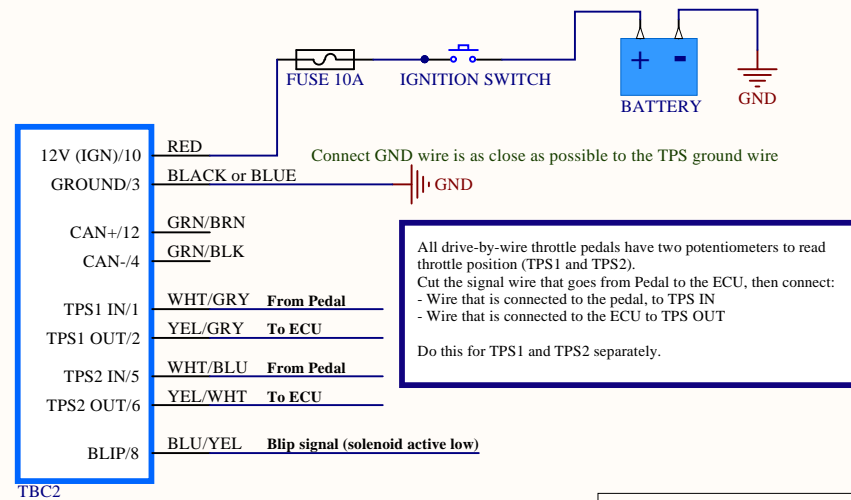 FUSE 10A
IGNITION SWITCH
+ -
BATTERY
GND
12V (IGN)/10 RED
Connect GND wire is as close as possible to the TPS ground wire
GROUND/3 BLACK or BLUE
GND
CAN+/12 GRN/BRN
CAN-/4 GRN/BLK
All drive-by-wire throttle pedals have two potentiometers to read
throttle position (TPS1 and TPS2).
Cut the signal wire that goes from Pedal to the ECU, then connect:
- Wire that is connected to the pedal, to TPS IN
- Wire that is connected to the ECU to TPS OUT
Do this for TPS1 and TPS2 separately.
TPS1 IN/1 WHT/GRY From Pedal
TPS1 OUT/2 YEL/GRY To ECU
TPS2 IN/5 WHT/BLU From Pedal
TPS2 OUT/6 YEL/WHT To ECU
BLIP/8 BLU/YEL Blip signal (solenoid active low)
TBC2